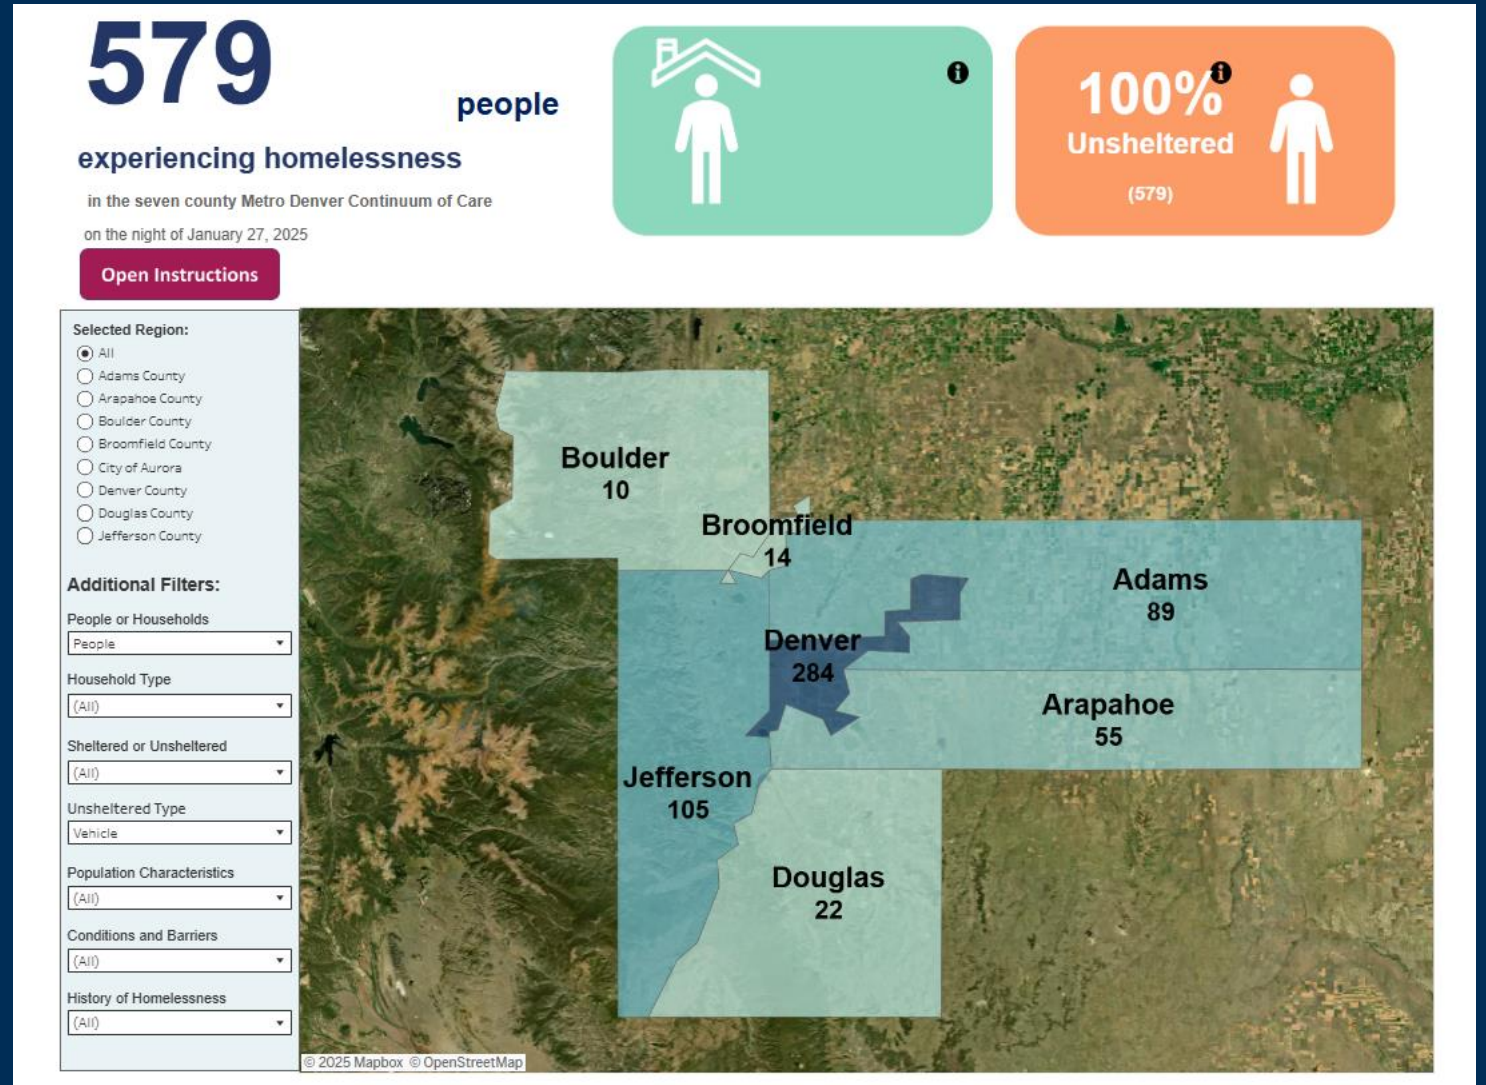 579
people
experiencing homelessness
in the seven county Metro Denver Continuum of Care
on the night of January 27, 2025
Open Instructions
i
100%
i
Unsheltered
(579)
Selected Region:
All
Adams County
Arapahoe County
Boulder County
Broomfield County
City of Aurora
Denver County
Douglas County
Jefferson County
Additional Filters:
People or Households
People
Household Type
(All)
Sheltered or Unsheltered
(All)
Unsheltered Type
Vehicle
Population Characteristics
(All)
Conditions and Barriers
(All)
History of Homelessness
(All)
Boulder
10
Broomfield
14
Adams
89
Denver
284
Arapahoe
55
Jefferson
105
Douglas
22
© 2025 Mapbox © OpenStreetMap